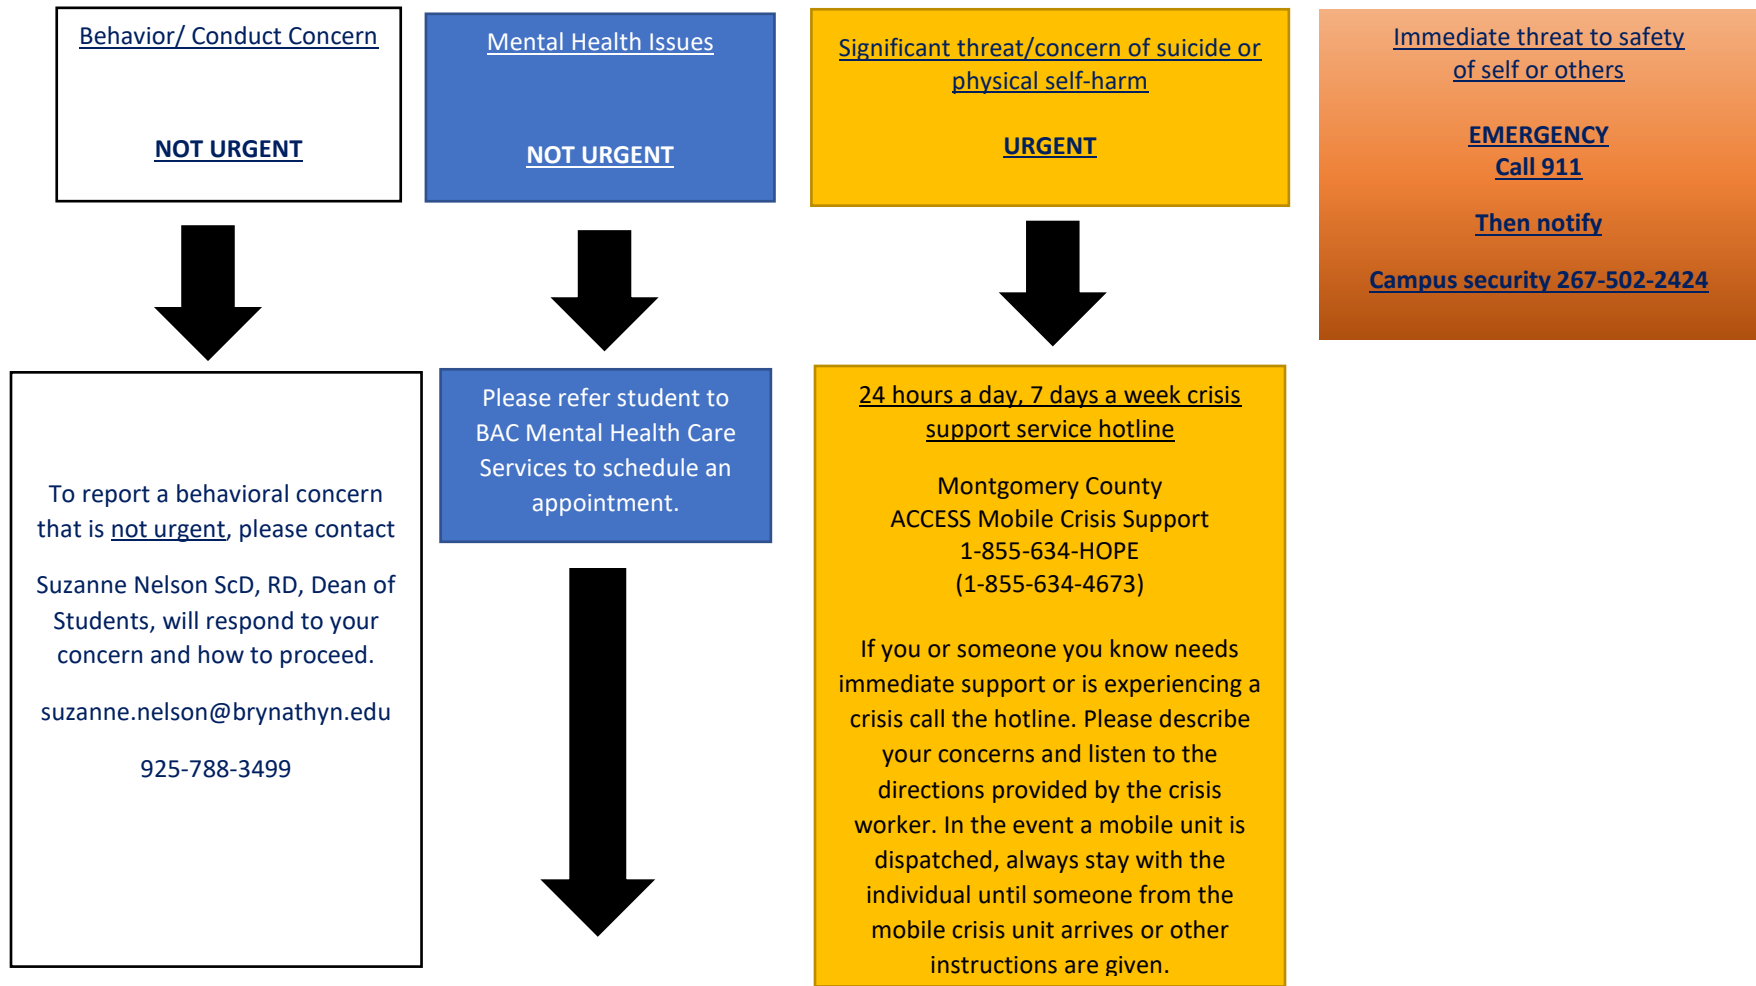 Behavior/ Conduct Concern
NOT URGENT
To report a behavioral concern
that is not urgent, please contact
Suzanne Nelson ScD, RD, Dean of
Students, will respond to your
concern and how to proceed.
suzanne.nelson@brynathyn.edu
925-788-3499
Mental Health Issues
NOT URGENT
Please refer student to
BAC Mental Health Care
Services to schedule an
appointment.
Significant threat/concern of suicide or
physical self-harm
URGENT
24 hours a day, 7 days a week crisis
support service hotline
Montgomery County
ACCESS Mobile Crisis Support
1-855-634-HOPE
(1-855-634-4673)
If you or someone you know needs
immediate support or is experiencing a
crisis call the hotline. Please describe
your concerns and listen to the
directions provided by the crisis
worker. In the event a mobile unit is
dispatched, always stay with the
individual until someone from the
mobile crisis unit arrives or other
instructions are given.
Immediate threat to safety
of self or others
EMERGENCY
Call 911
Then notify
Campus security 267-502-2424